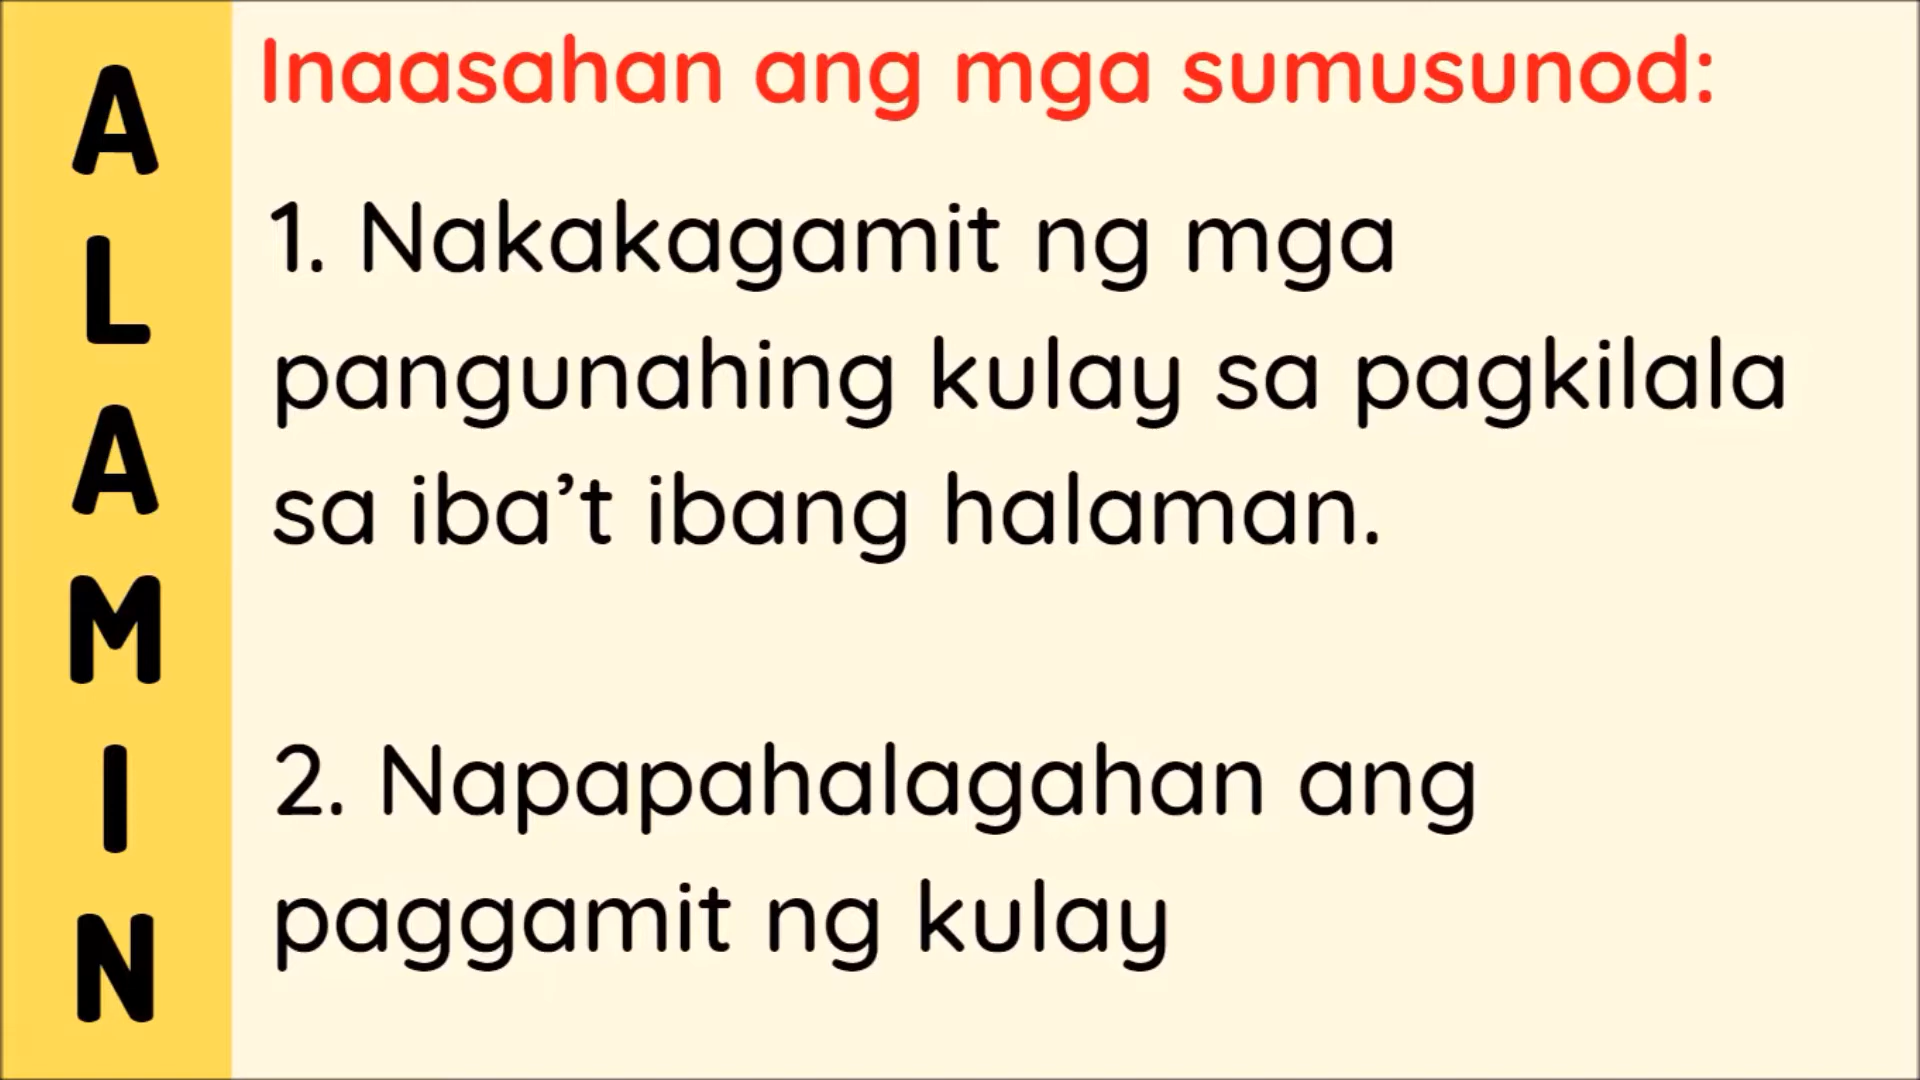 ALAMIN
Inaasahan ang mga sumusunod:
1. Nakakagamit ng mga
pangunahing kulay sa pagkilala
sa iba’t ibang halaman.
2. Napapahalagahan ang
paggamit ng kulay